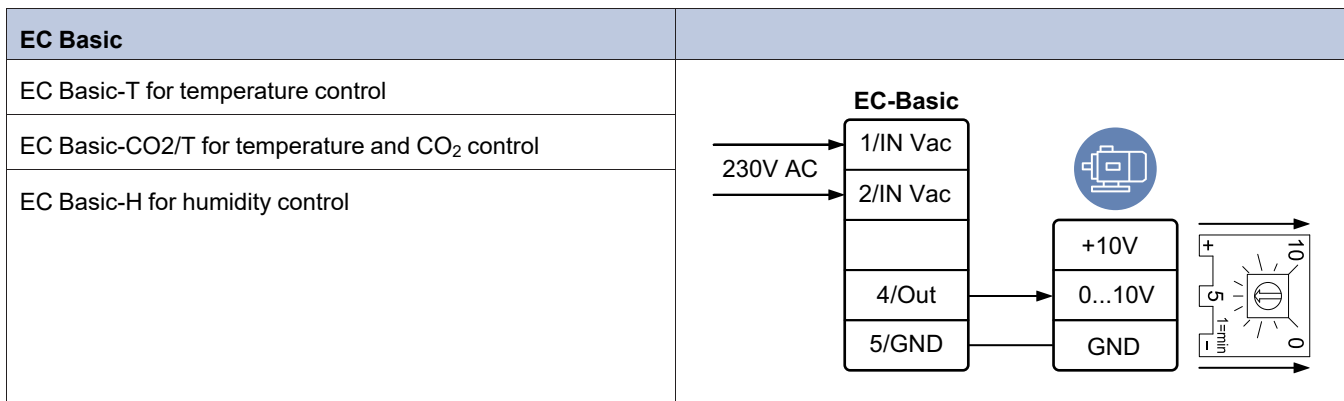 EC Basic
EC Basic-T for temperature control
EC Basic-CO2/T for temperature and CO₂ control
EC Basic-H for humidity control
EC-Basic
230V AC
1/IN Vac
2/IN Vac
4/Out
5/GND
+10V
0...10V
GND
+
5
-
1=min
10
0